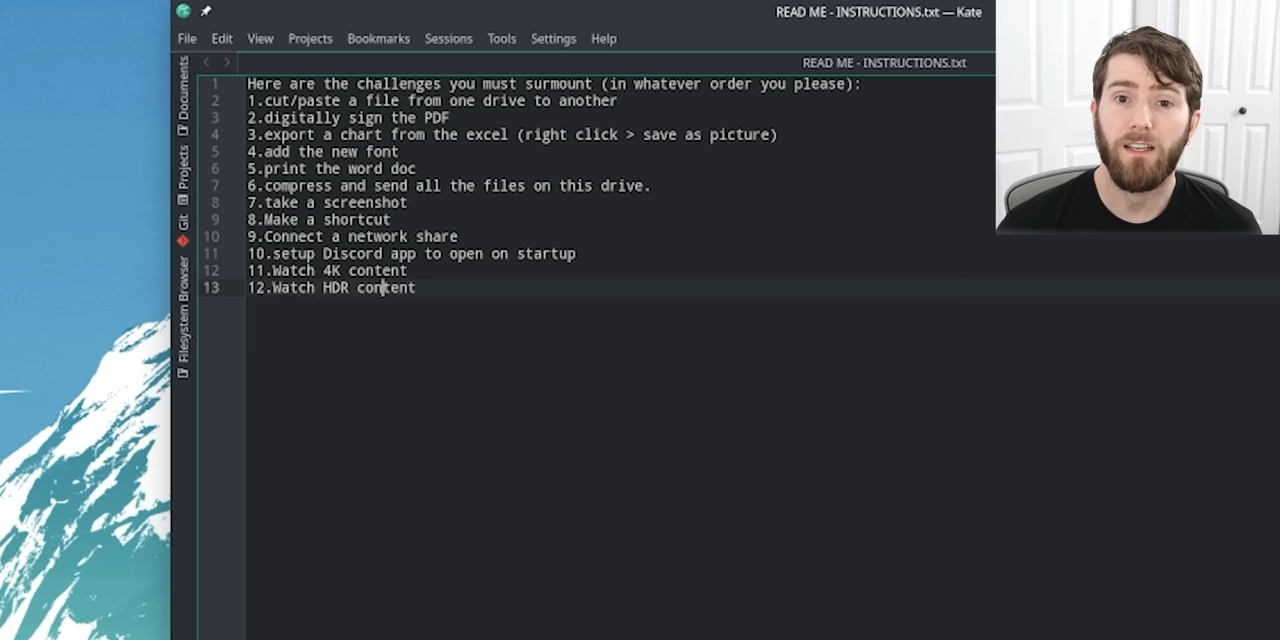 READ ME - INSTRUCTIONS.txt — Kate
File Edit View Projects Bookmarks Sessions Tools Settings Help
READ ME - INSTRUCTIONS.txt
Documents
Projects
Git
Filesystem Browser
1 Here are the challenges you must surmount (in whatever order you please):
2 1.cut/paste a file from one drive to another
3 2.digitally sign the PDF
4 3.export a chart from the excel (right click > save as picture)
5 4.add the new font
6 5.print the word doc
7 6.compress and send all the files on this drive.
8 7.take a screenshot
9 8.Make a shortcut
10 9.Connect a network share
11 10.setup Discord app to open on startup
12 11.Watch 4K content
13 12.Watch HDR content